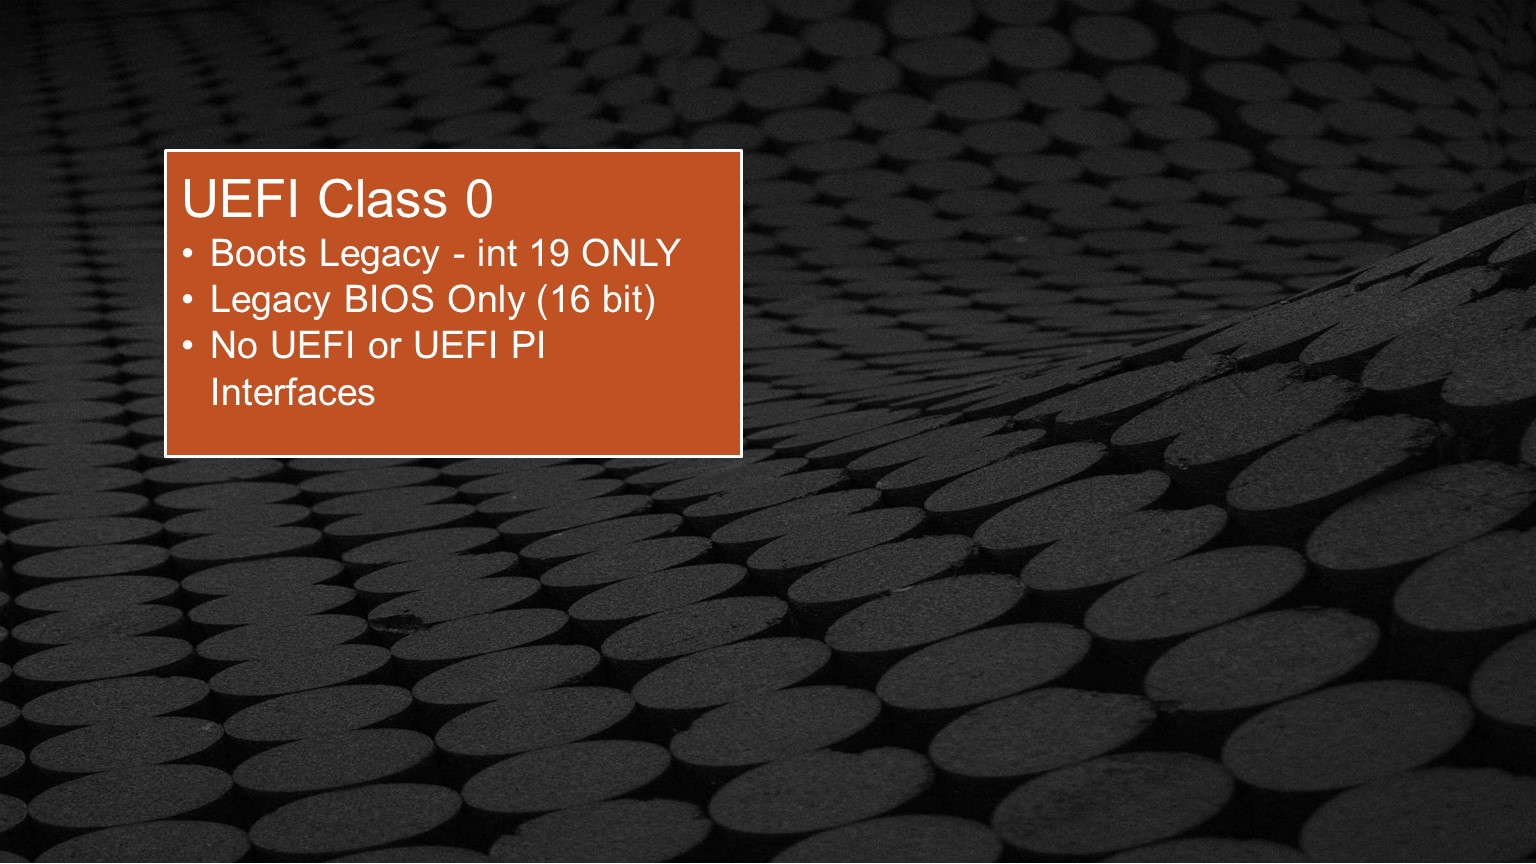 UEFI Class 0
• Boots Legacy - int 19 ONLY
• Legacy BIOS Only (16 bit)
• No UEFI or UEFI PI
Interfaces